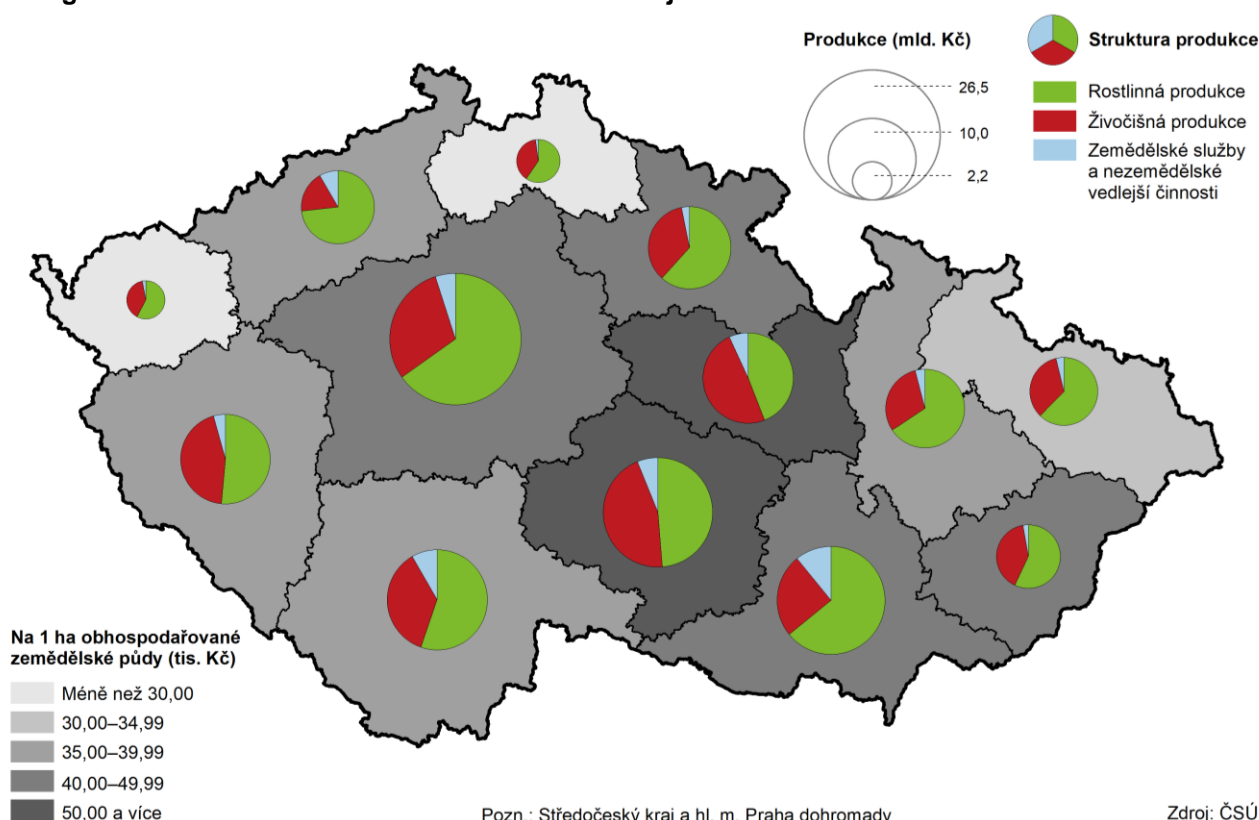 Produkce (mld. Kč)
26,5
10,0
2,2
Struktura produkce
Rostlinná produkce
Živočišná produkce
Zemědělské služby
a nezemědělské
vedlejší činnosti
Na 1 ha obhospodařované
zemědělské půdy (tis. Kč)
Méně než 30,00
30,00–34,99
35,00–39,99
40,00–49,99
50,00 a více
Pozn.: Středočeský kraj a hl. m. Praha dohromady
Zdroj: ČSÚ